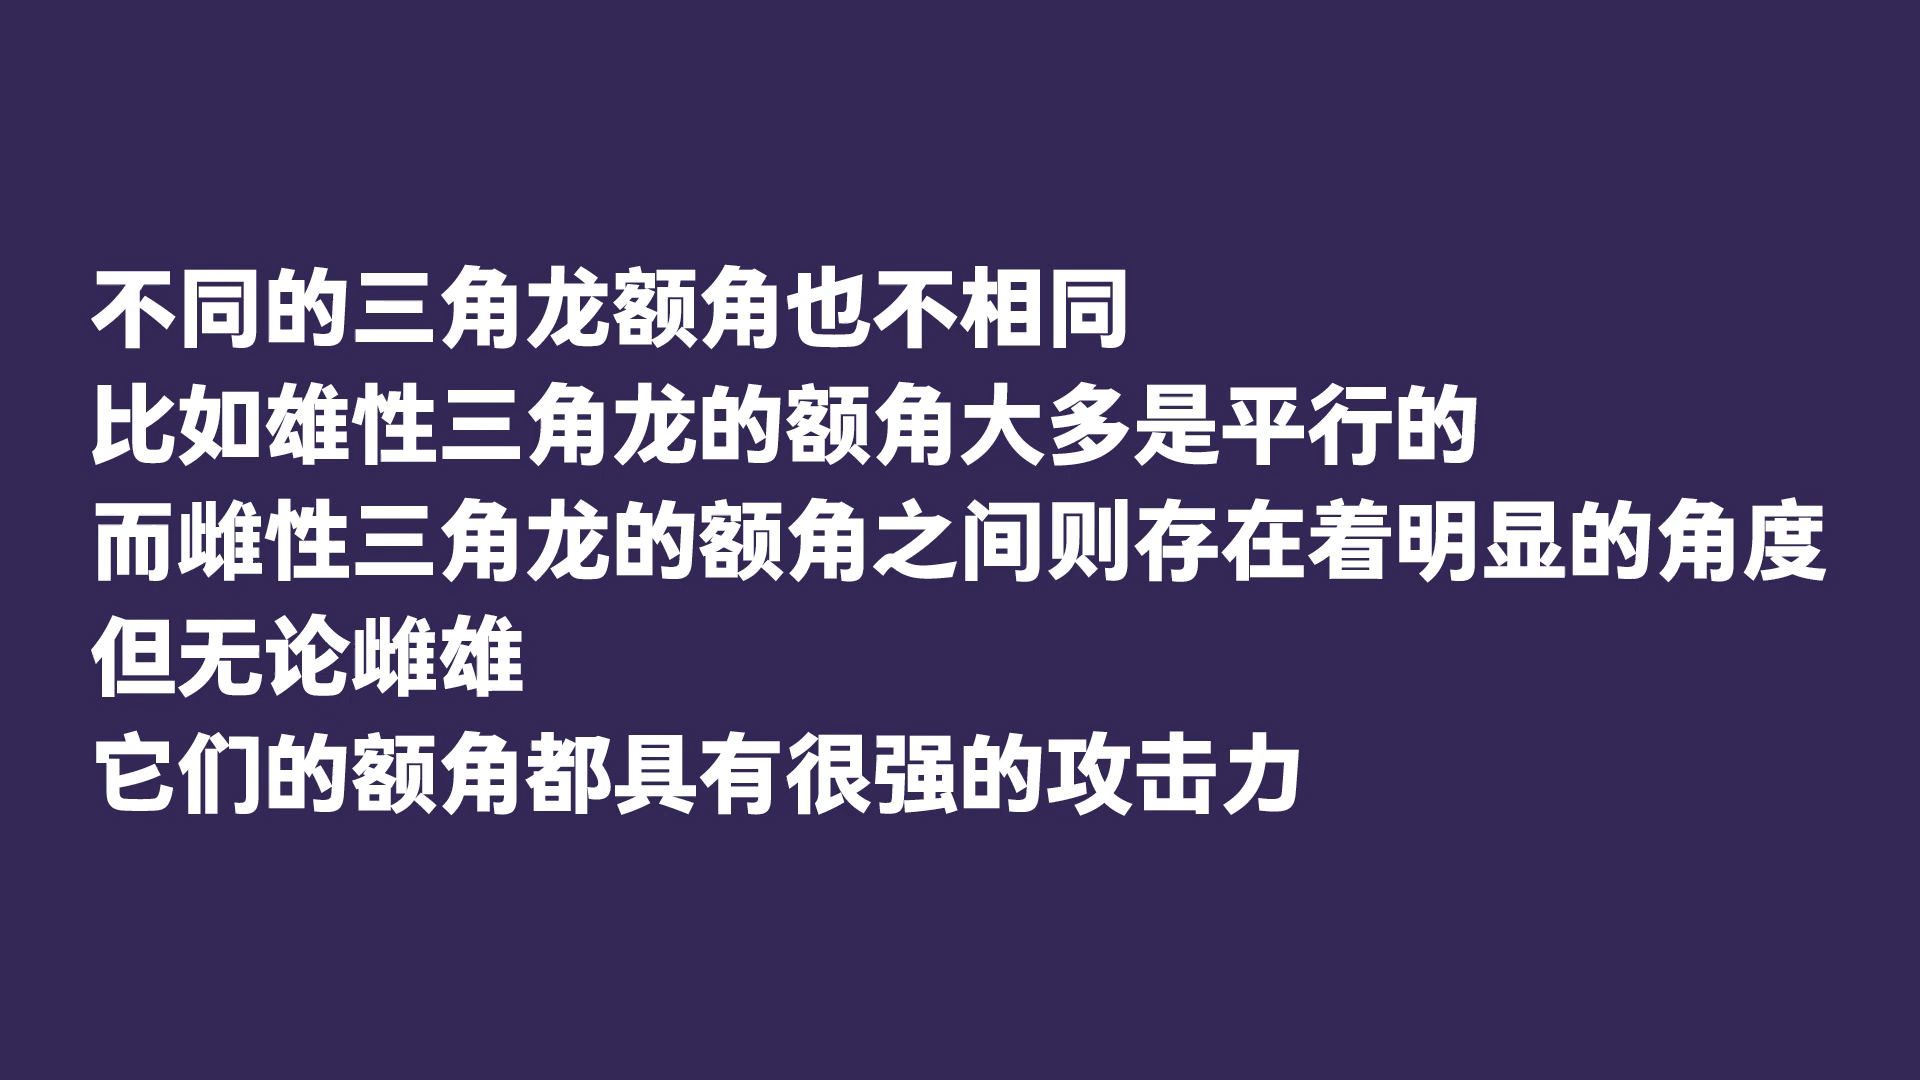 不同的三角龙额角也不相同
比如雄性三角龙的额角大多是平行的
而雌性三角龙的额角之间则存在着明显的角度
但无论雌雄
它们的额角都具有很强的攻击力